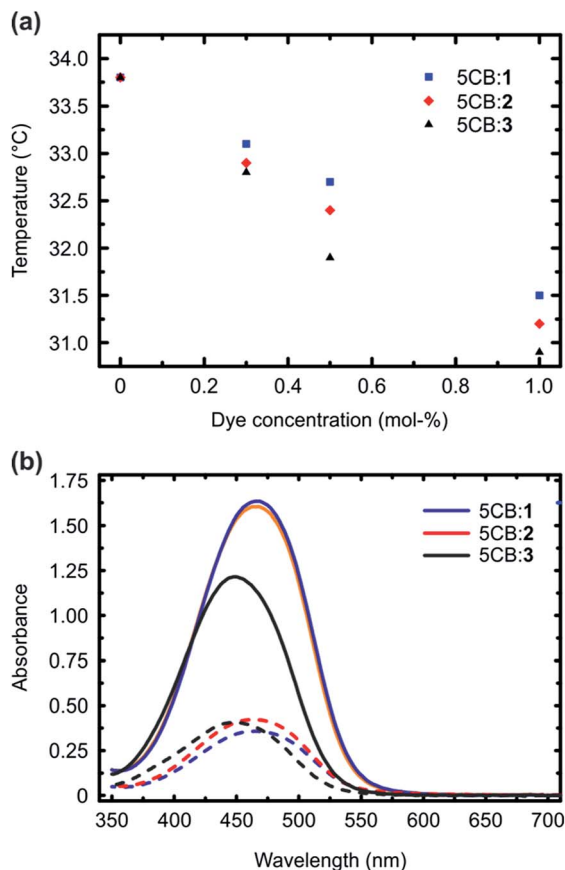 (a)
34.0
33.5
33.0
32.5
32.0
31.5
31.0
Temperature (°C)
5CB:1
5CB:2
5CB:3
0 0.2 0.4 0.6 0.8 1.0
Dye concentration (mol-%)
(b)
1.75
1.50
1.25
1.00
0.75
0.50
0.25
0
Absorbance
5CB:1
5CB:2
5CB:3
350 400 450 500 550 600 650 700
Wavelength (nm)